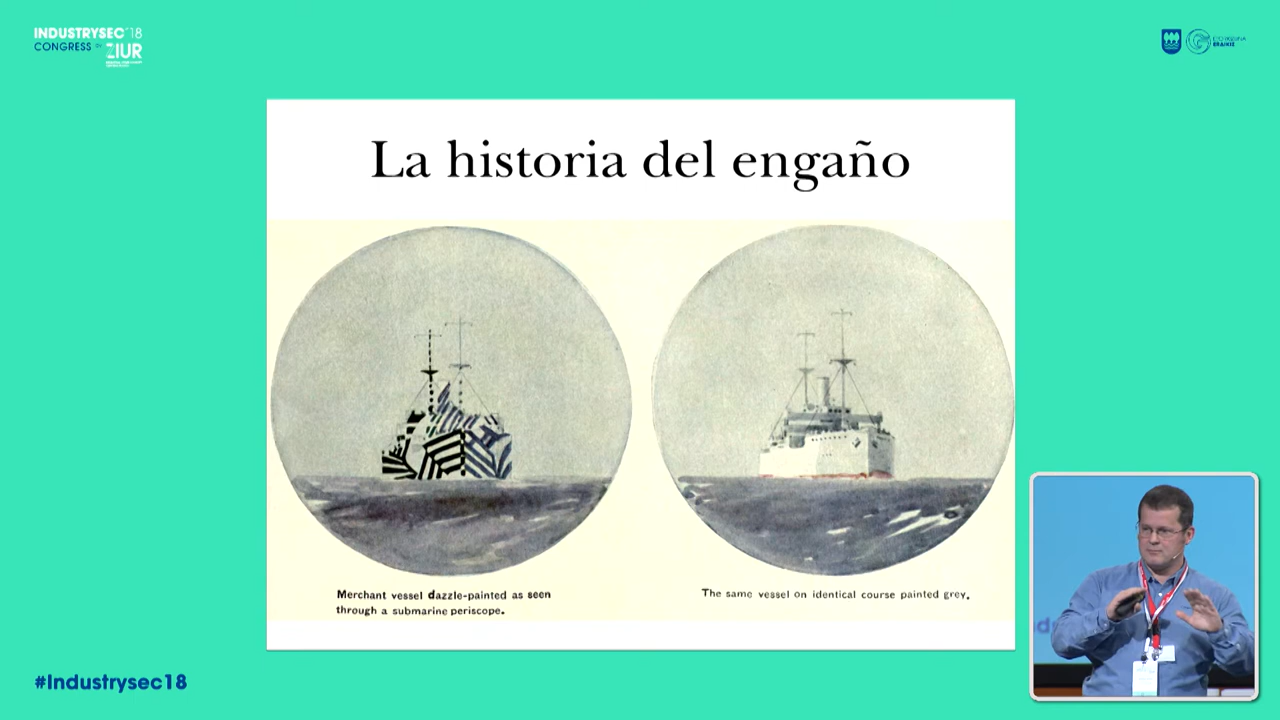 INDUSTRYSEC´18
CONGRESS BY ZIUR
La historia del engaño
Merchant vessel dazzle-painted as seen
through a submarine periscope.
The same vessel on identical course painted grey.
#Industrysec18